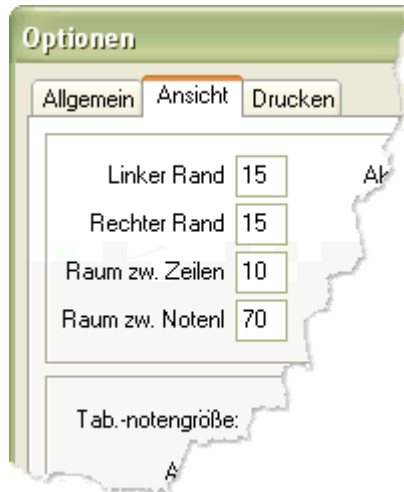 Optionen
Allgemein Ansicht Drucken
Linker Rand 15
Rechter Rand 15
Raum zw. Zeilen 10
Raum zw. Notenl 70
Tab.-notengröße: